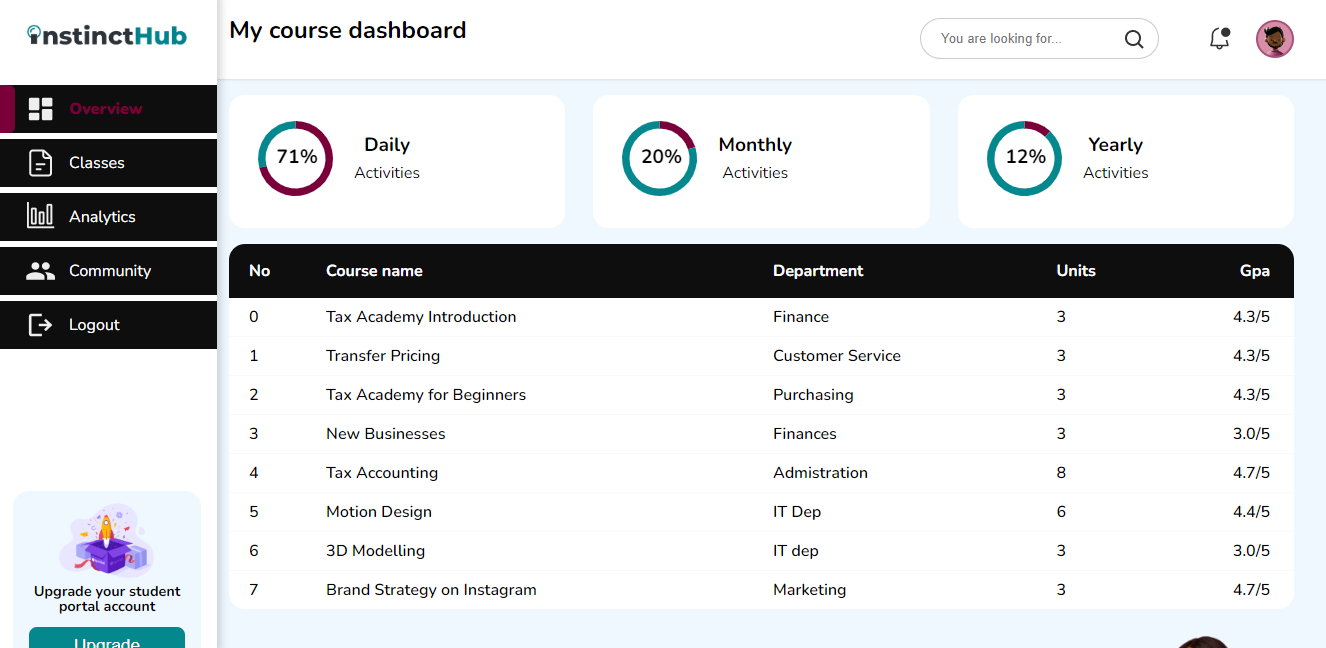 instinctHub
My course dashboard
You are looking for...
Overview
Classes
Analytics
Community
Logout
71%
Daily
Activities
20%
Monthly
Activities
12%
Yearly
Activities
No Course name Department Units Gpa
0 Tax Academy Introduction Finance 3 4.3/5
1 Transfer Pricing Customer Service 3 4.3/5
2 Tax Academy for Beginners Purchasing 3 4.3/5
3 New Businesses Finances 3 3.0/5
4 Tax Accounting Admistration 8 4.7/5
5 Motion Design IT Dep 6 4.4/5
6 3D Modelling IT dep 3 3.0/5
7 Brand Strategy on Instagram Marketing 3 4.7/5
Upgrade your student
portal account
Upgrade